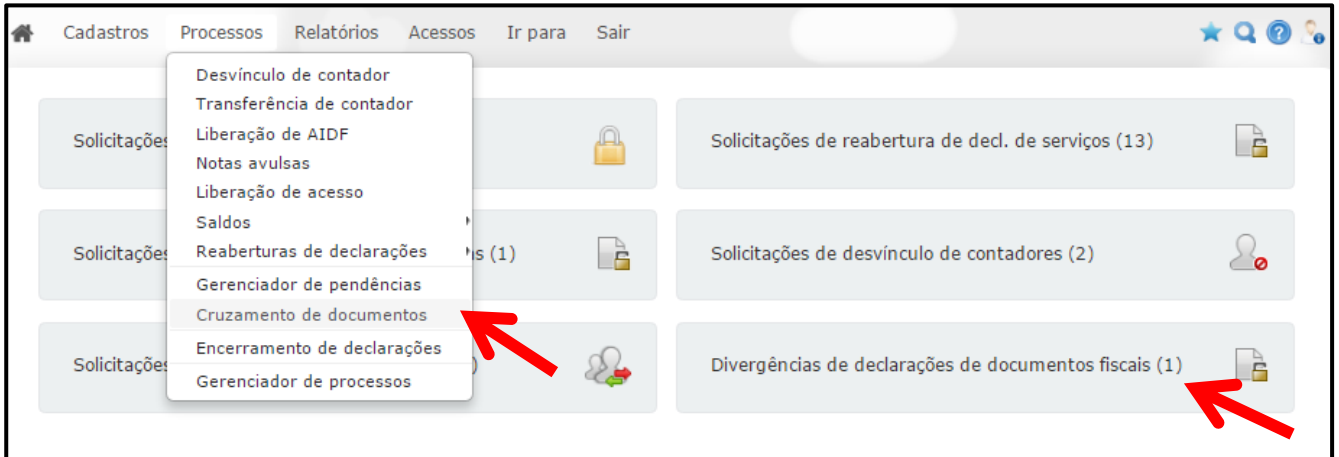 Cadastros Processos Relatórios Acessos Ir para Sair
Desvínculo de contador
Transferência de contador
Liberação de AIDF
Notas avulsas
Liberação de acesso
Saldos
Reaberturas de declarações
Gerenciador de pendências
Cruzamento de documentos
Encerramento de declarações
Gerenciador de processos
Solicitações
Solicitações de reabertura de decl. de serviços (13)
Solicitações (1)
Solicitações de desvínculo de contadores (2)
Solicitações
Divergências de declarações de documentos fiscais (1)